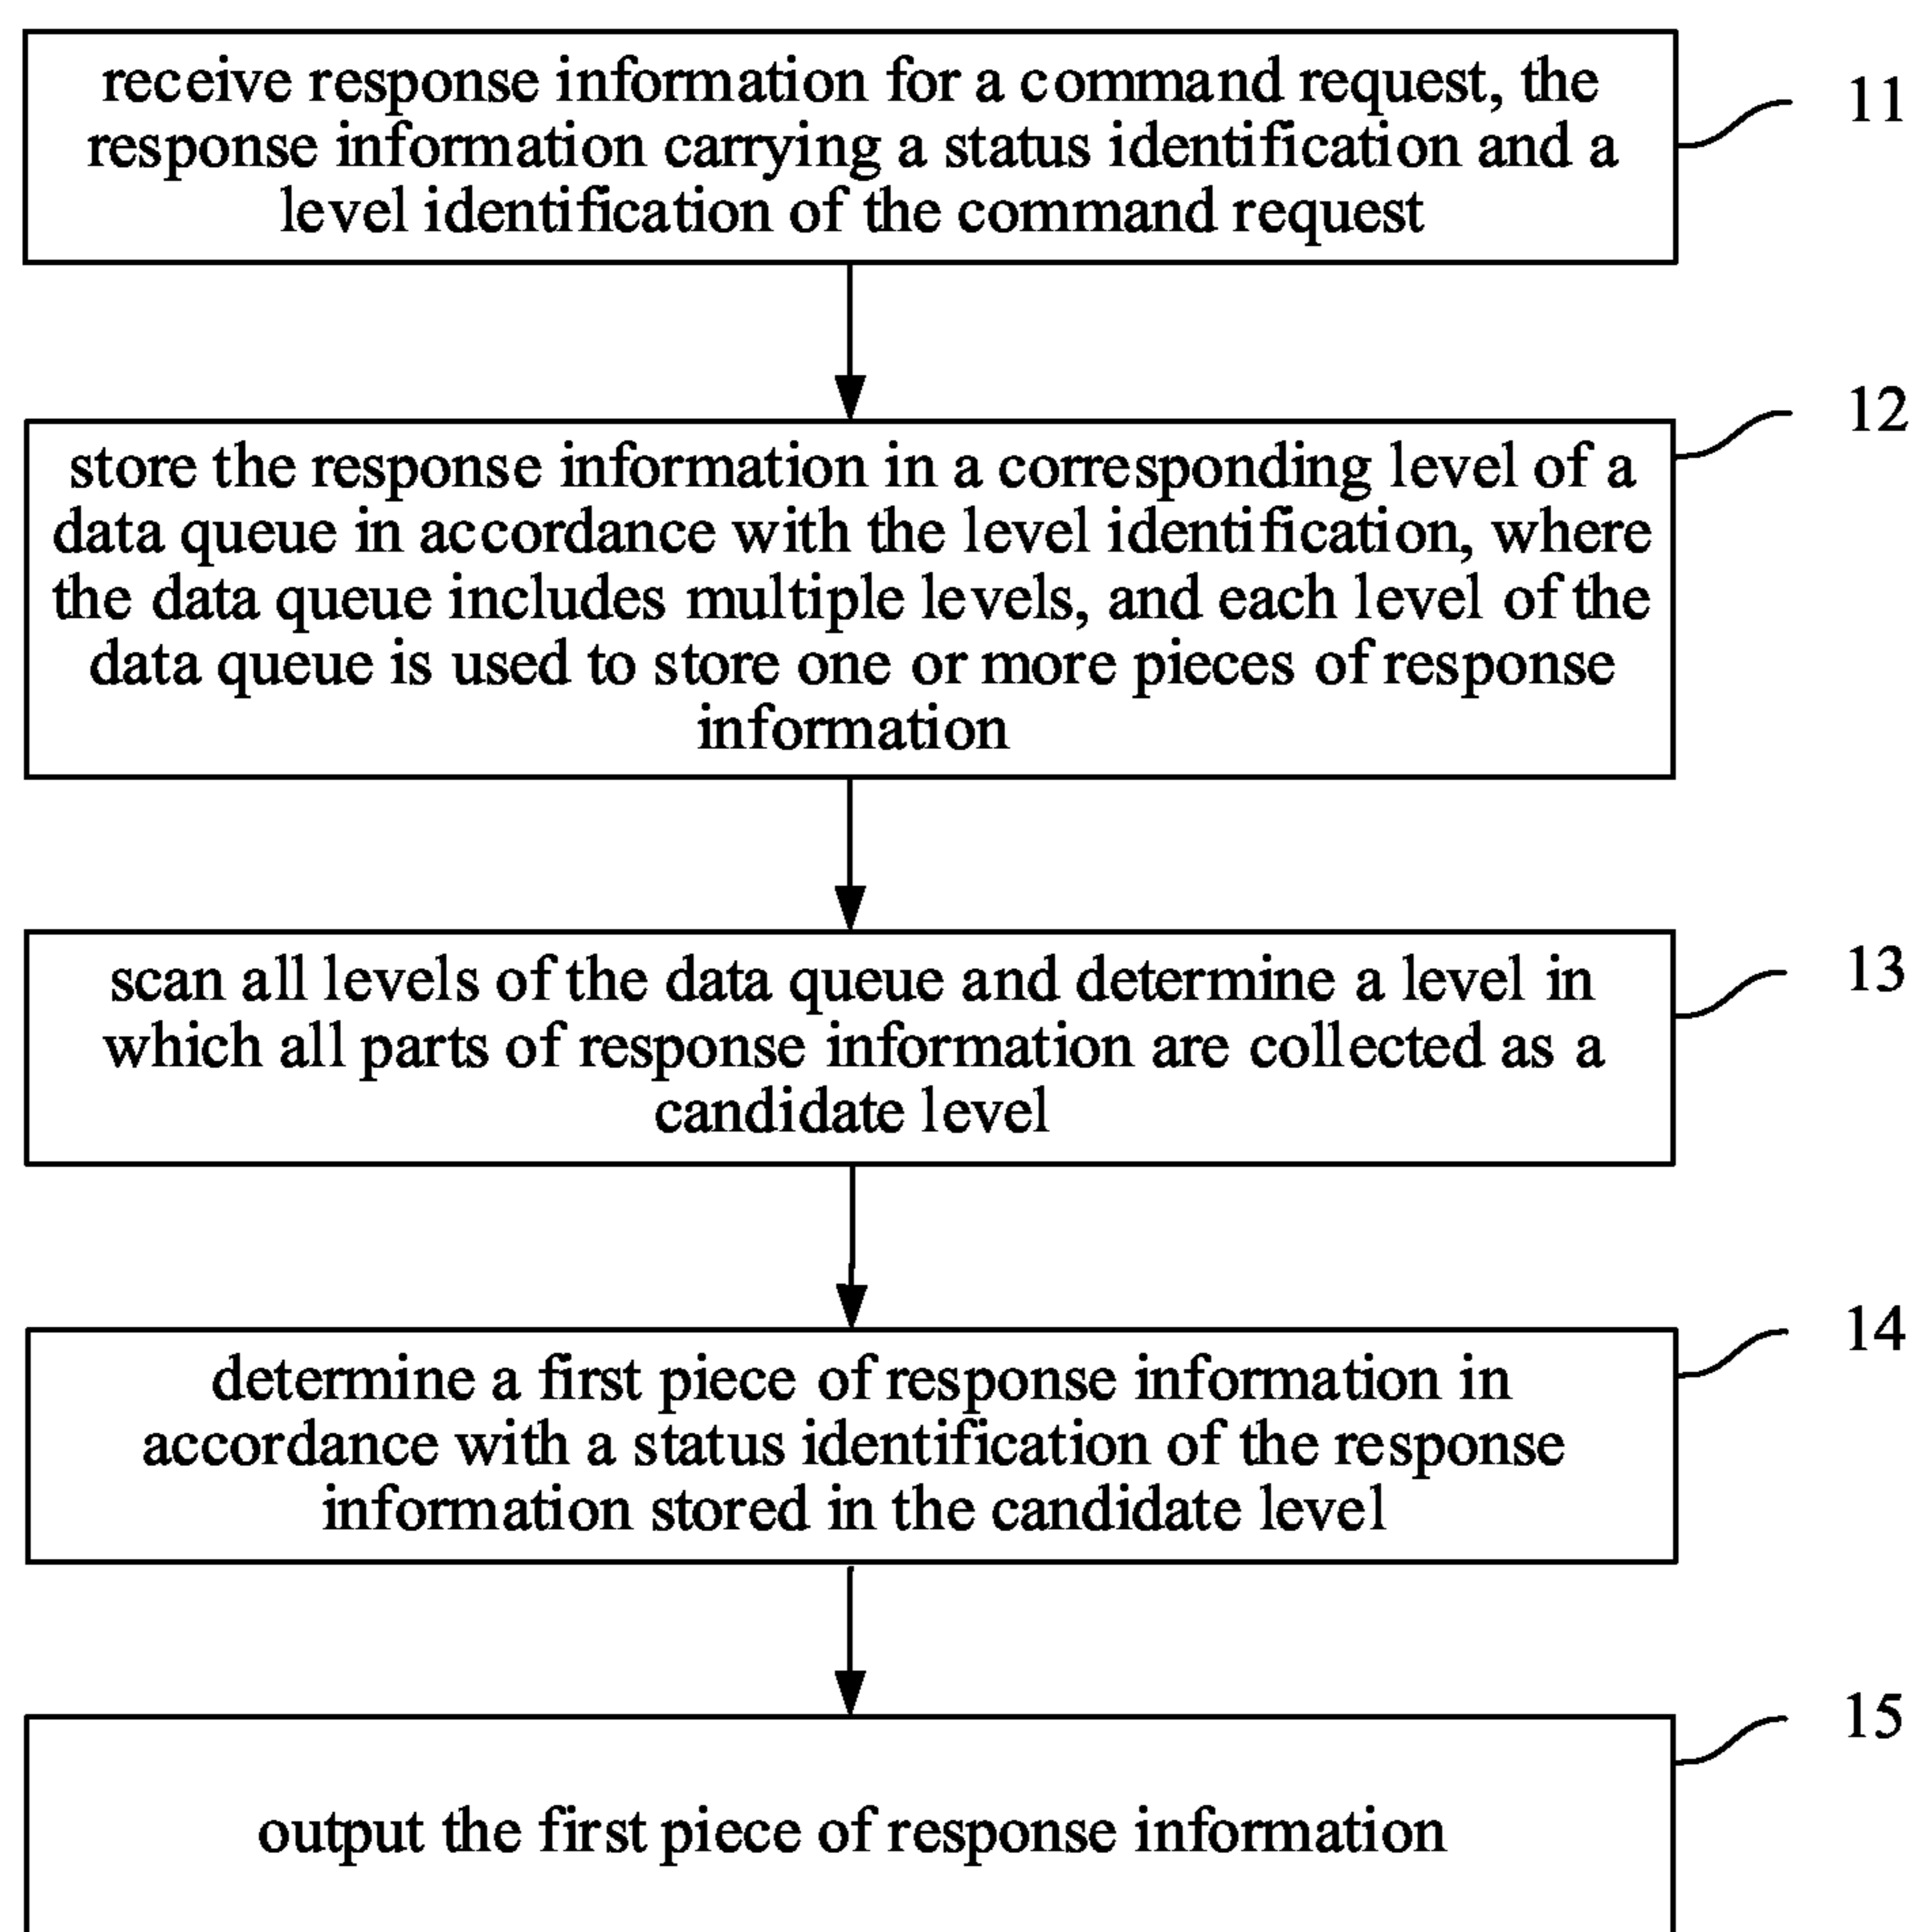 receive response information for a command request, the
response information carrying a status identification and a
level identification of the command request
11
store the response information in a corresponding level of a
data queue in accordance with the level identification, where
the data queue includes multiple levels, and each level of the
data queue is used to store one or more pieces of response
information
12
scan all levels of the data queue and determine a level in
which all parts of response information are collected as a
candidate level
13
determine a first piece of response information in
accordance with a status identification of the response
information stored in the candidate level
14
output the first piece of response information
15